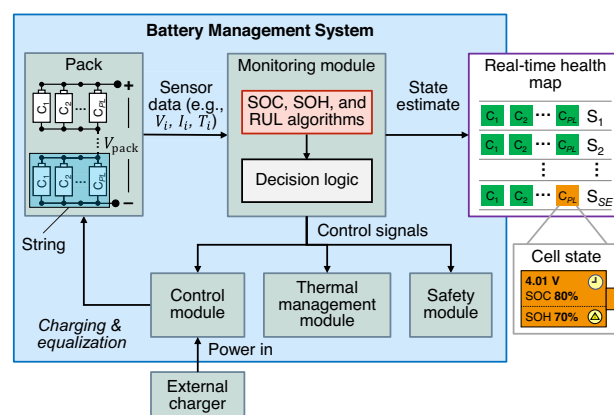 Battery Management System
Pack
C1 C2 ... CPL
+
Vpack
C1 C2 ... CPL
−
String
Sensor
data (e.g.,
Vi, Ii, Ti)
Monitoring module
SOC, SOH, and
RUL algorithms
Decision logic
State
estimate
Real-time health
map
C1 C2 ... CPL S1
C1 C2 ... CPL S2
C1 C2 ... CPL SSE
Control signals
Cell state
4.01 V
SOC 80%
SOH 70%
Control
module
Thermal
management
module
Safety
module
Charging &
equalization
Power in
External
charger